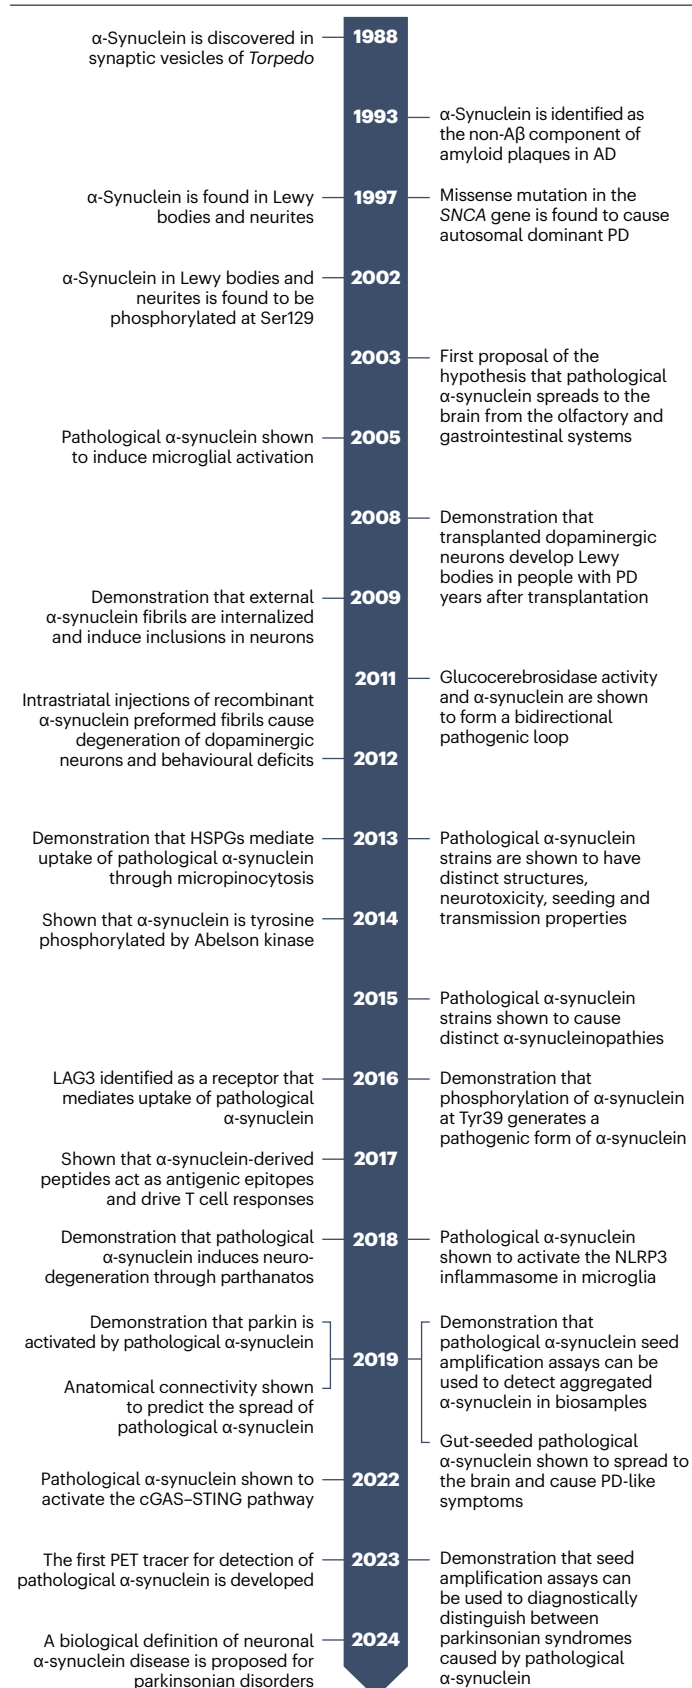 1988
α-Synuclein is discovered in
synaptic vesicles of Torpedo
1993
α-Synuclein is identified as
the non-Aβ component of
amyloid plaques in AD
1997
α-Synuclein is found in Lewy
bodies and neurites
Missense mutation in the
SNCA gene is found to cause
autosomal dominant PD
2002
α-Synuclein in Lewy bodies and
neurites is found to be
phosphorylated at Ser129
2003
First proposal of the
hypothesis that pathological
α-synuclein spreads to the
brain from the olfactory and
gastrointestinal systems
2005
Pathological α-synuclein shown
to induce microglial activation
2008
Demonstration that
transplanted dopaminergic
neurons develop Lewy
bodies in people with PD
years after transplantation
2009
Demonstration that external
α-synuclein fibrils are internalized
and induce inclusions in neurons
2011
Glucocerebrosidase activity
and α-synuclein are shown
to form a bidirectional
pathogenic loop
2012
Intrastriatal injections of recombinant
α-synuclein preformed fibrils cause
degeneration of dopaminergic
neurons and behavioural deficits
2013
Demonstration that HSPGs mediate
uptake of pathological α-synuclein
through micropinocytosis
Pathological α-synuclein
strains are shown to have
distinct structures,
neurotoxicity, seeding and
transmission properties
2014
Shown that α-synuclein is tyrosine
phosphorylated by Abelson kinase
2015
Pathological α-synuclein
strains shown to cause
distinct α-synucleinopathies
2016
LAG3 identified as a receptor that
mediates uptake of pathological
α-synuclein
Demonstration that
phosphorylation of α-synuclein
at Tyr39 generates a
pathogenic form of α-synuclein
2017
Shown that α-synuclein-derived
peptides act as antigenic epitopes
and drive T cell responses
2018
Demonstration that pathological
α-synuclein induces neuro-
degeneration through parthanatos
Pathological α-synuclein
shown to activate the NLRP3
inflammasome in microglia
2019
Demonstration that parkin is
activated by pathological α-synuclein
Anatomical connectivity shown
to predict the spread of
pathological α-synuclein
Demonstration that
pathological α-synuclein seed
amplification assays can be
used to detect aggregated
α-synuclein in biosamples
Gut-seeded pathological
α-synuclein shown to spread to
the brain and cause PD-like
symptoms
2022
Pathological α-synuclein shown to
activate the cGAS–STING pathway
2023
The first PET tracer for detection of
pathological α-synuclein is developed
Demonstration that seed
amplification assays can
be used to diagnostically
distinguish between
parkinsonian syndromes
caused by pathological
α-synuclein
2024
A biological definition of neuronal
α-synuclein disease is proposed for
parkinsonian disorders